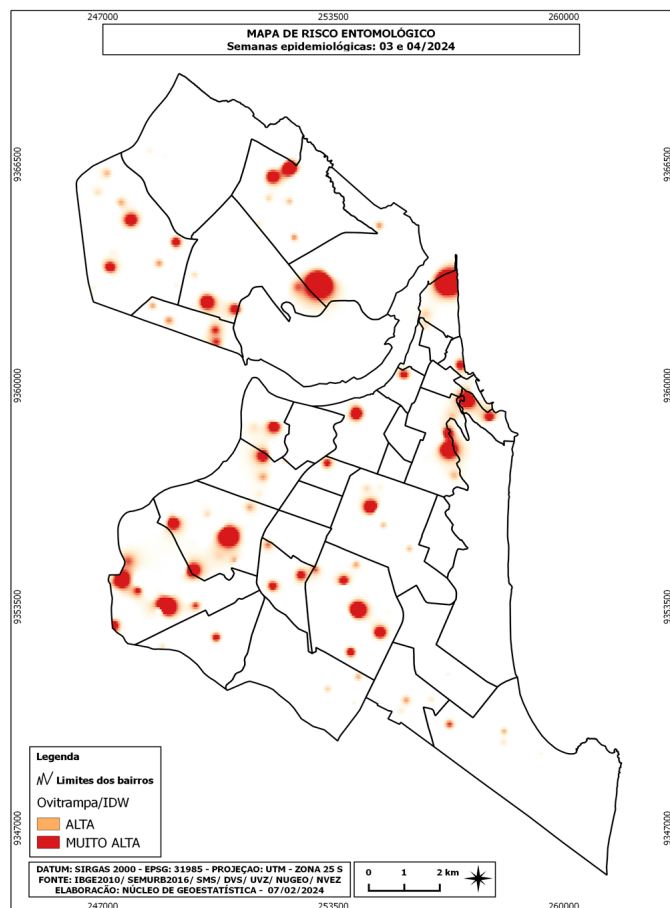 247000
253500
260000
MAPA DE RISCO ENTOMOLÓGICO
Semanas epidemiológicas: 03 e 04/2024
9366500
9366500
9360000
9360000
9353500
9353500
9347000
9347000
Legenda
Limites dos bairros
Ovitrampa/IDW
ALTA
MUITO ALTA
DATUM: SIRGAS 2000 - EPSG: 31985 - PROJEÇAO: UTM - ZONA 25 S
FONTE: IBGE2010/ SEMURB2016/ SMS/ DVS/ UVZ/ NUGEO/ NVEZ
ELABORACÃO: NÚCLEO DE GEOESTATÍSTICA - 07/02/2024
0 1 2 km
247000
253500
260000